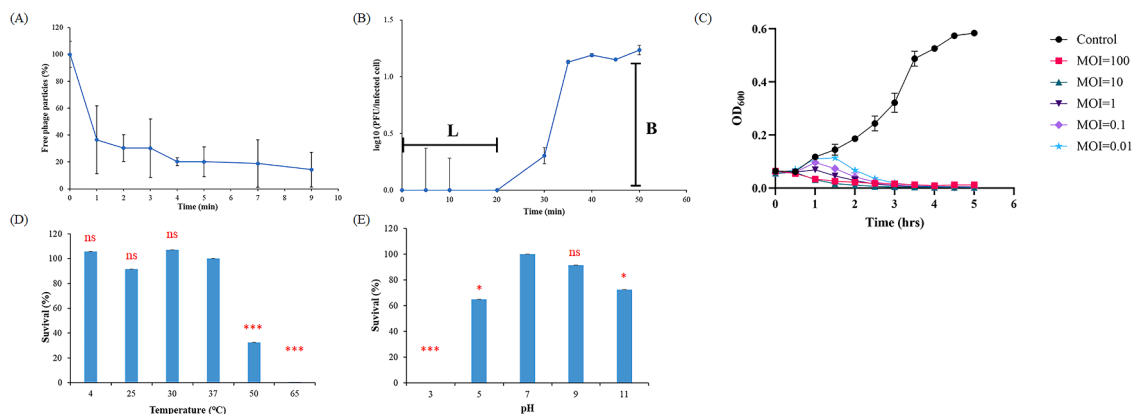 (A)
120
100
80
60
40
20
0
Free phage particles (%)
0 1 2 3 4 5 6 7 8 9 10
Time (min)
(B)
1.5
1.0
0.5
0.0
log10 (PFU/infected cell)
L
B
0 10 20 30 40 50 60
Time (min)
(C)
0.6
0.4
0.2
0.0
OD600
0 1 2 3 4 5 6
Time (hrs)
Control
MOI=100
MOI=10
MOI=1
MOI=0.1
MOI=0.01
(D)
120
100
80
60
40
20
0
Suvival (%)
ns ns ns *** ***
4 25 30 37 50 65
Temperature (°C)
(E)
120
100
80
60
40
20
0
Suvival (%)
*** * ns *
3 5 7 9 11
pH